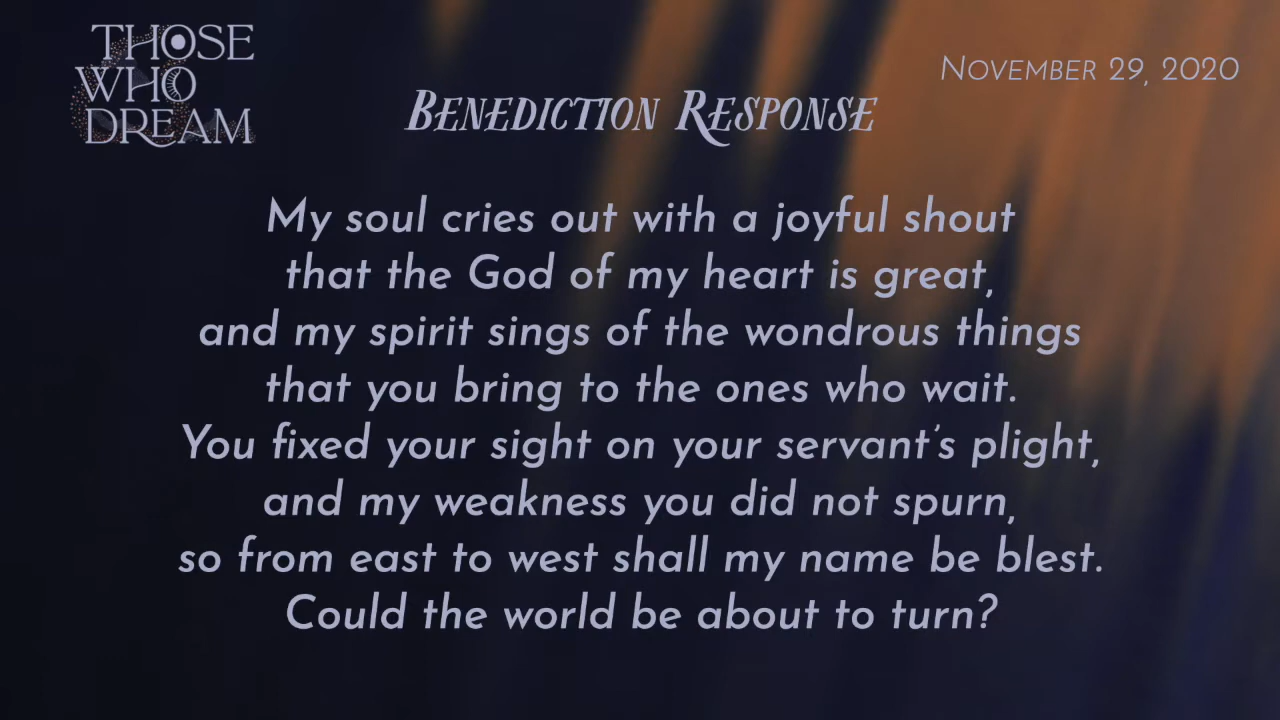 THOSE
WHO
DREAM
NOVEMBER 29, 2020
BENEDICTION RESPONSE
My soul cries out with a joyful shout
that the God of my heart is great,
and my spirit sings of the wondrous things
that you bring to the ones who wait.
You fixed your sight on your servant's plight,
and my weakness you did not spurn,
so from east to west shall my name be blest.
Could the world be about to turn?